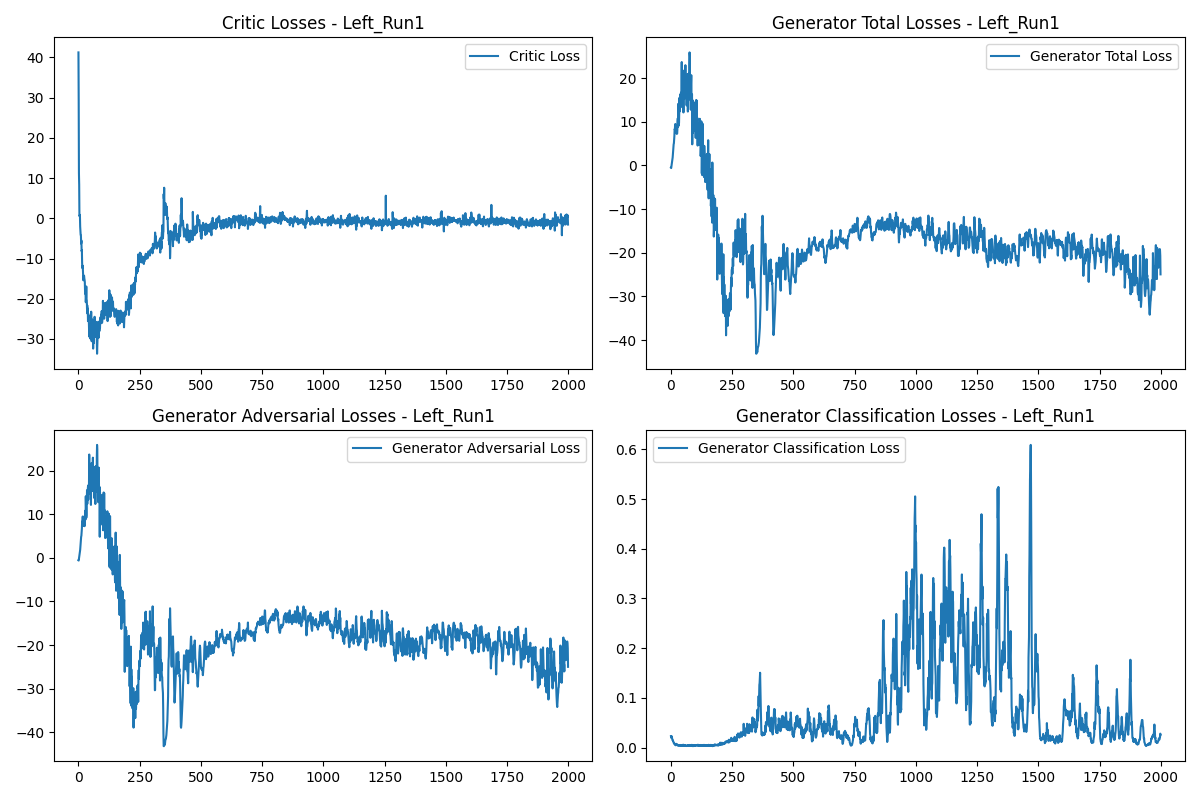 Critic Losses - Left_Run1
Critic Loss
40
30
20
10
0
−10
−20
−30
0 250 500 750 1000 1250 1500 1750 2000
Generator Total Losses - Left_Run1
Generator Total Loss
20
10
0
−10
−20
−30
−40
0 250 500 750 1000 1250 1500 1750 2000
Generator Adversarial Losses - Left_Run1
Generator Adversarial Loss
20
10
0
−10
−20
−30
−40
0 250 500 750 1000 1250 1500 1750 2000
Generator Classification Losses - Left_Run1
Generator Classification Loss
0.6
0.5
0.4
0.3
0.2
0.1
0.0
0 250 500 750 1000 1250 1500 1750 2000